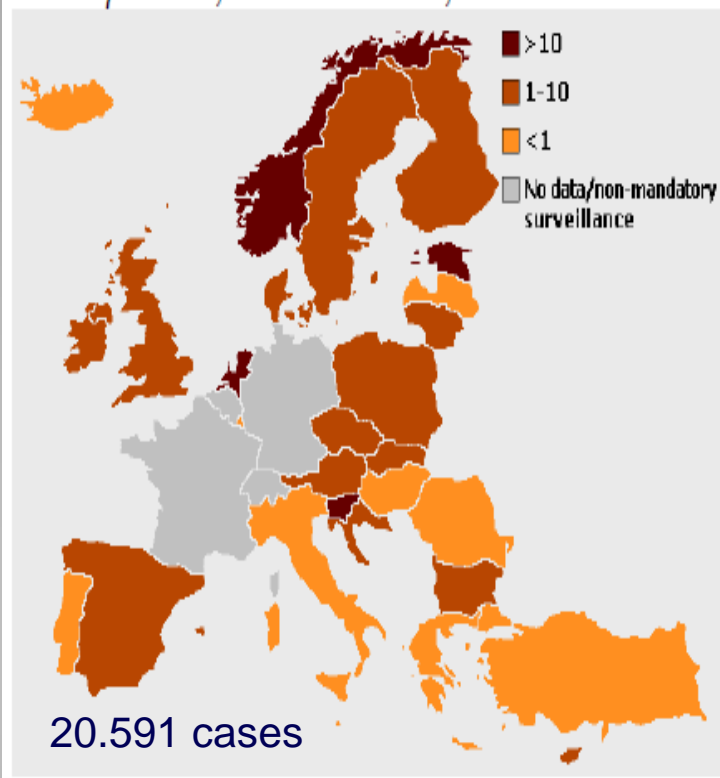 >10
1-10
<1
No data/non-mandatory
surveillance
20.591 cases